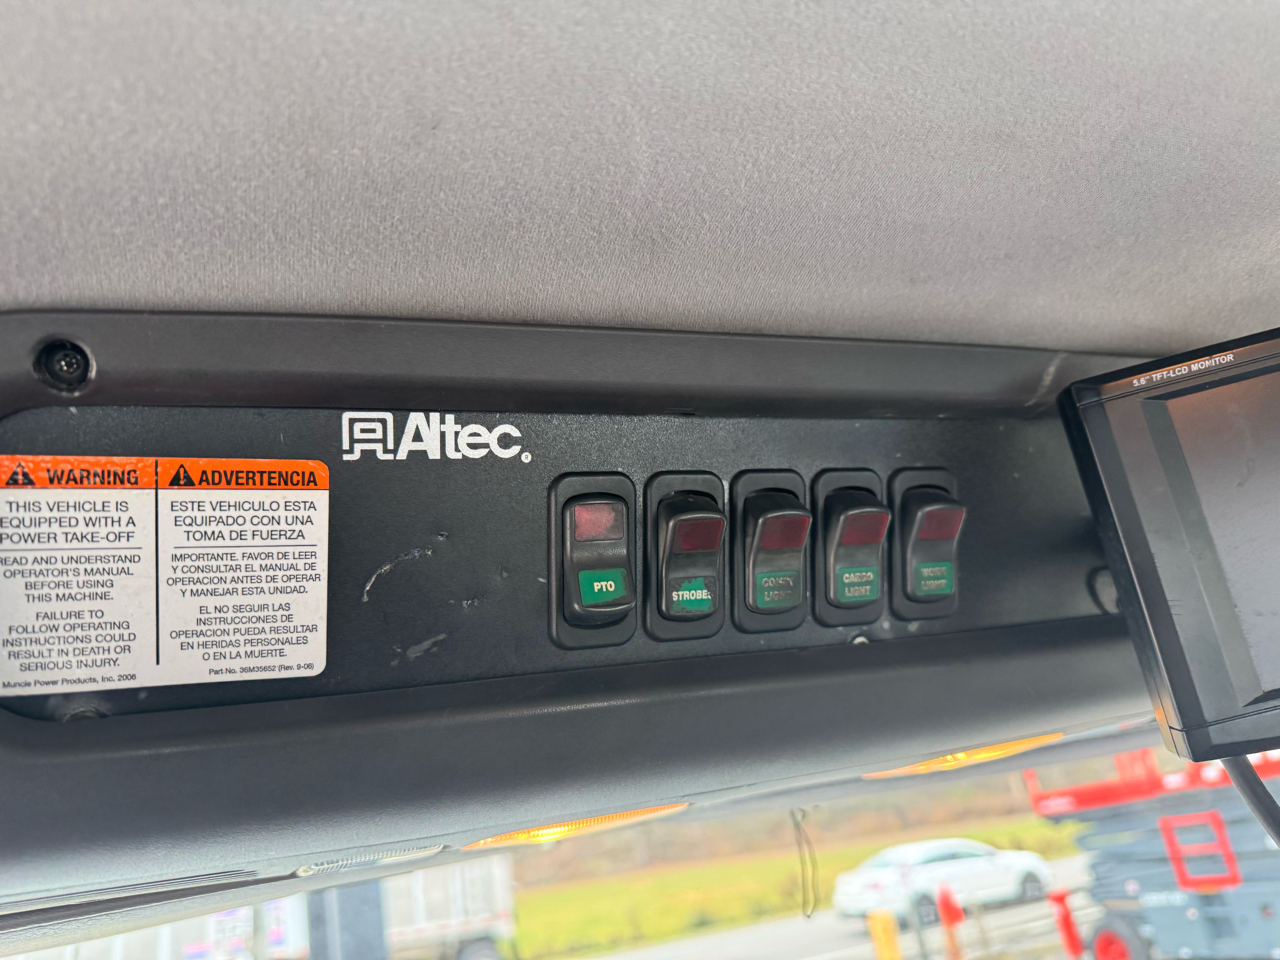 5.6" TFT-LCD MONITOR
Altec®
WARNING
THIS VEHICLE IS
EQUIPPED WITH A
POWER TAKE-OFF
READ AND UNDERSTAND
OPERATOR'S MANUAL
BEFORE USING
THIS MACHINE.
FAILURE TO
FOLLOW OPERATING
INSTRUCTIONS COULD
RESULT IN DEATH OR
SERIOUS INJURY.
Muncie Power Products, Inc. 2006
ADVERTENCIA
ESTE VEHICULO ESTA
EQUIPADO CON UNA
TOMA DE FUERZA
IMPORTANTE. FAVOR DE LEER
Y CONSULTAR EL MANUAL DE
OPERACION ANTES DE OPERAR
Y MANEJAR ESTA UNIDAD.
EL NO SEGUIR LAS
INSTRUCCIONES DE
OPERACION PUEDA RESULTAR
EN HERIDAS PERSONALES
O EN LA MUERTE.
Part No. 36M35652 (Rev. 9-06)
PTO
STROBE
LIGHT
CARGO
LIGHT
WORK
LIGHT